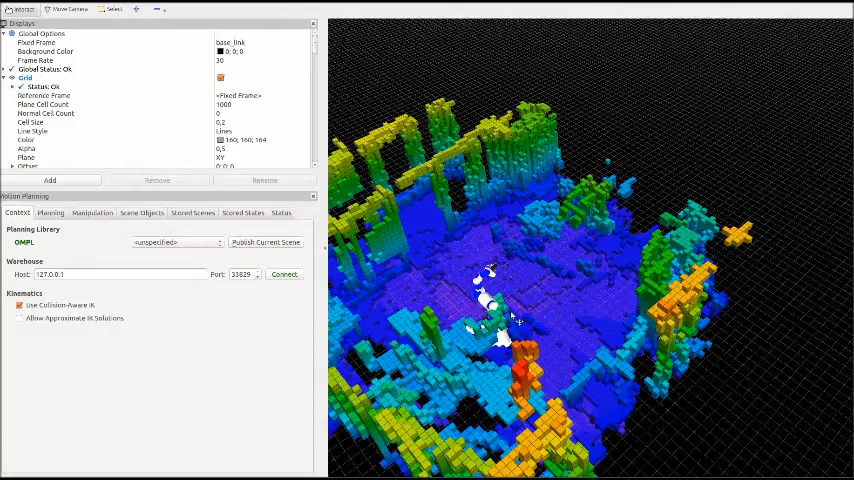 Interact Move Camera Select
Displays
Global Options
Fixed Frame base_link
Background Color 0; 0; 0
Frame Rate 30
Global Status: Ok
Grid
Status: Ok
Reference Frame <Fixed Frame>
Plane Cell Count 1000
Normal Cell Count 0
Cell Size 0,2
Line Style Lines
Color 160; 160; 164
Alpha 0,5
Plane XY
Offset 0; 0; 0
Add Remove Rename
Motion Planning
Context Planning Manipulation Scene Objects Stored Scenes Stored States Status
Planning Library
OMPL <unspecified> Publish Current Scene
Warehouse
Host: 127.0.0.1 Port: 33829 Connect
Kinematics
Use Collision-Aware IK
Allow Approximate IK Solutions